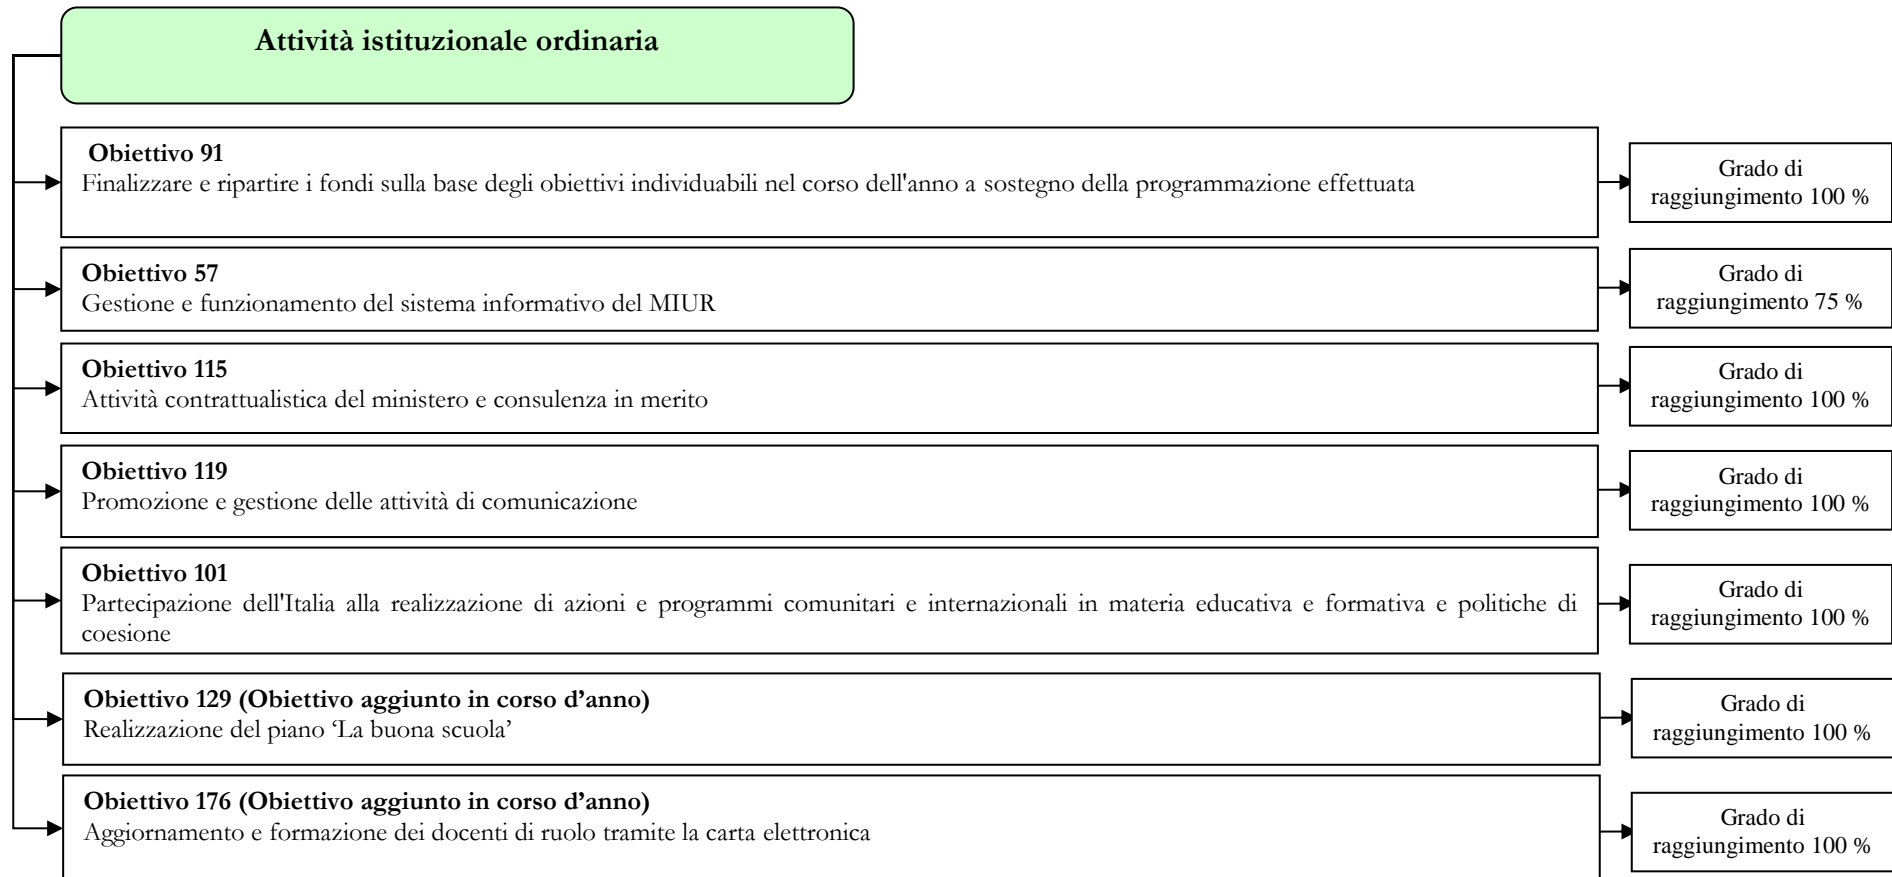 Attività istituzionale ordinaria
Obiettivo 91
Finalizzare e ripartire i fondi sulla base degli obiettivi individuabili nel corso dell'anno a sostegno della programmazione effettuata
Grado di
raggiungimento 100 %
Obiettivo 57
Gestione e funzionamento del sistema informativo del MIUR
Grado di
raggiungimento 75 %
Obiettivo 115
Attività contrattualistica del ministero e consulenza in merito
Grado di
raggiungimento 100 %
Obiettivo 119
Promozione e gestione delle attività di comunicazione
Grado di
raggiungimento 100 %
Obiettivo 101
Partecipazione dell'Italia alla realizzazione di azioni e programmi comunitari e internazionali in materia educativa e formativa e politiche di
coesione
Grado di
raggiungimento 100 %
Obiettivo 129 (Obiettivo aggiunto in corso d’anno)
Realizzazione del piano ‘La buona scuola’
Grado di
raggiungimento 100 %
Obiettivo 176 (Obiettivo aggiunto in corso d’anno)
Aggiornamento e formazione dei docenti di ruolo tramite la carta elettronica
Grado di
raggiungimento 100 %